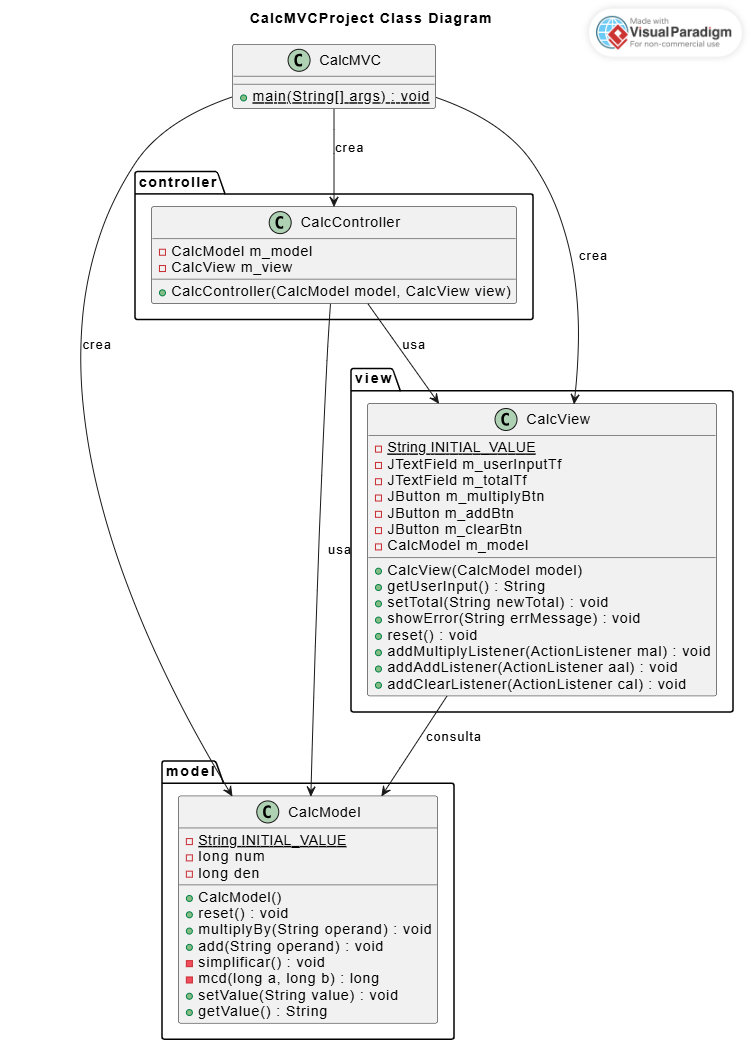 CalcMVCProject Class Diagram
Made with
VisualParadigm
For non-commercial use
C CalcMVC
main(String[] args) : void
crea
controller
C CalcController
CalcModel m_model
CalcView m_view
CalcController(CalcModel model, CalcView view)
crea
crea
usa
view
C CalcView
String INITIAL_VALUE
JTextField m_userInputTf
JTextField m_totalTf
JButton m_multiplyBtn
JButton m_addBtn
JButton m_clearBtn
CalcModel m_model
CalcView(CalcModel model)
getUserInput() : String
setTotal(String newTotal) : void
showError(String errMessage) : void
reset() : void
addMultiplyListener(ActionListener mal) : void
addAddListener(ActionListener aal) : void
addClearListener(ActionListener cal) : void
usa
consulta
model
C CalcModel
String INITIAL_VALUE
long num
long den
CalcModel()
reset() : void
multiplyBy(String operand) : void
add(String operand) : void
simplificar() : void
mcd(long a, long b) : long
setValue(String value) : void
getValue() : String